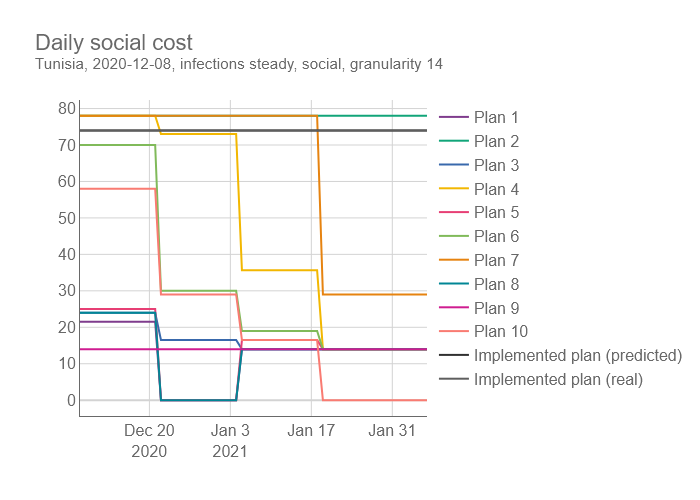 Daily social cost
Tunisia, 2020-12-08, infections steady, social, granularity 14
80
70
60
50
40
30
20
10
0
Dec 20
2020
Jan 3
2021
Jan 17
Jan 31
Plan 1
Plan 2
Plan 3
Plan 4
Plan 5
Plan 6
Plan 7
Plan 8
Plan 9
Plan 10
Implemented plan (predicted)
Implemented plan (real)